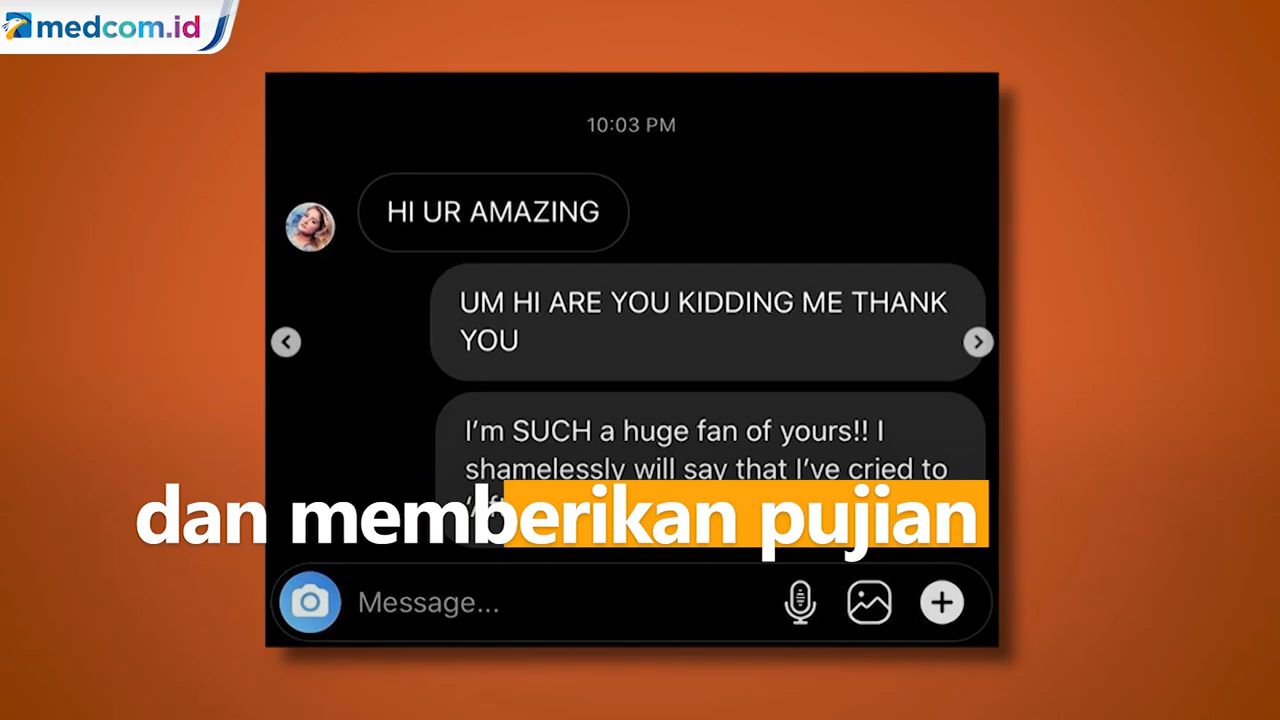 medcom.id
10:03 PM
HI UR AMAZING
UM HI ARE YOU KIDDING ME THANK
YOU
I'm SUCH a huge fan of yours!! I
shamelessly will say that I've cried to
dan memberikan pujian
Message...